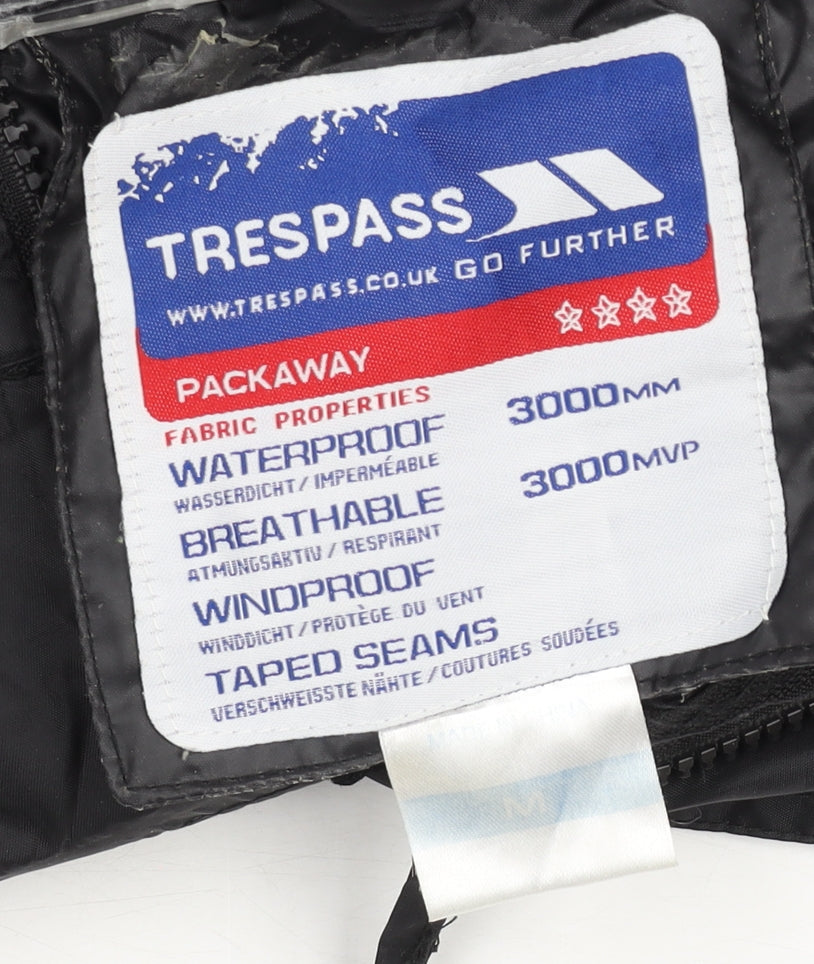 TRESPASS
WWW.TRESPASS.CO.UK GO FURTHER
PACKAWAY
FABRIC PROPERTIES
WATERPROOF 3000MM
WASSERDICHT / IMPERMÉABLE
BREATHABLE 3000MVP
ATMUNGSAKTIV / RESPIRANT
WINDPROOF
WINDDICHT / PROTÈGE DU VENT
TAPED SEAMS
VERSCHWEISSTE NÄHTE / COUTURES SOUDÉES
M